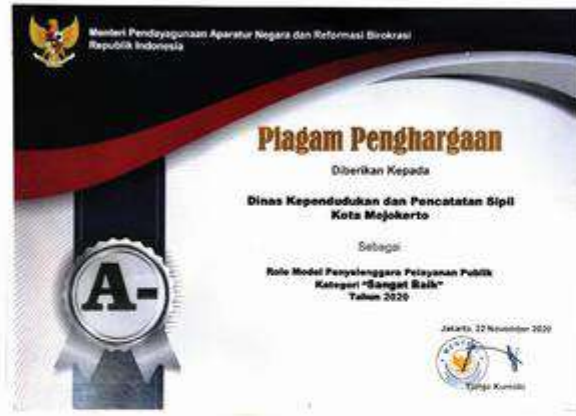 Menteri Pendayagunaan Aparatur Negara dan Reformasi Birokrasi
Republik Indonesia
Piagam Penghargaan
Diberikan Kepada
Dinas Kependudukan dan Pencatatan Sipil
Kota Mojokerto
Sebagai
Role Model Penyelenggara Pelayanan Publik
Kategori "Sangat Baik"
Tahun 2020
A-
Jakarta, 22 November 2020
Tjahjo Kumolo